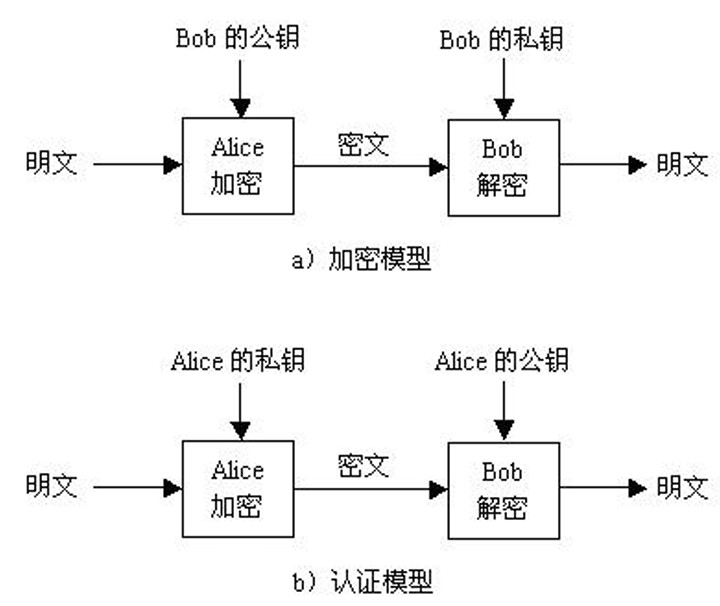 Bob 的公钥 Bob 的私钥
明文 Alice 加密 密文 Bob 解密 明文
a) 加密模型
Alice 的私钥 Alice 的公钥
明文 Alice 加密 密文 Bob 解密 明文
b) 认证模型